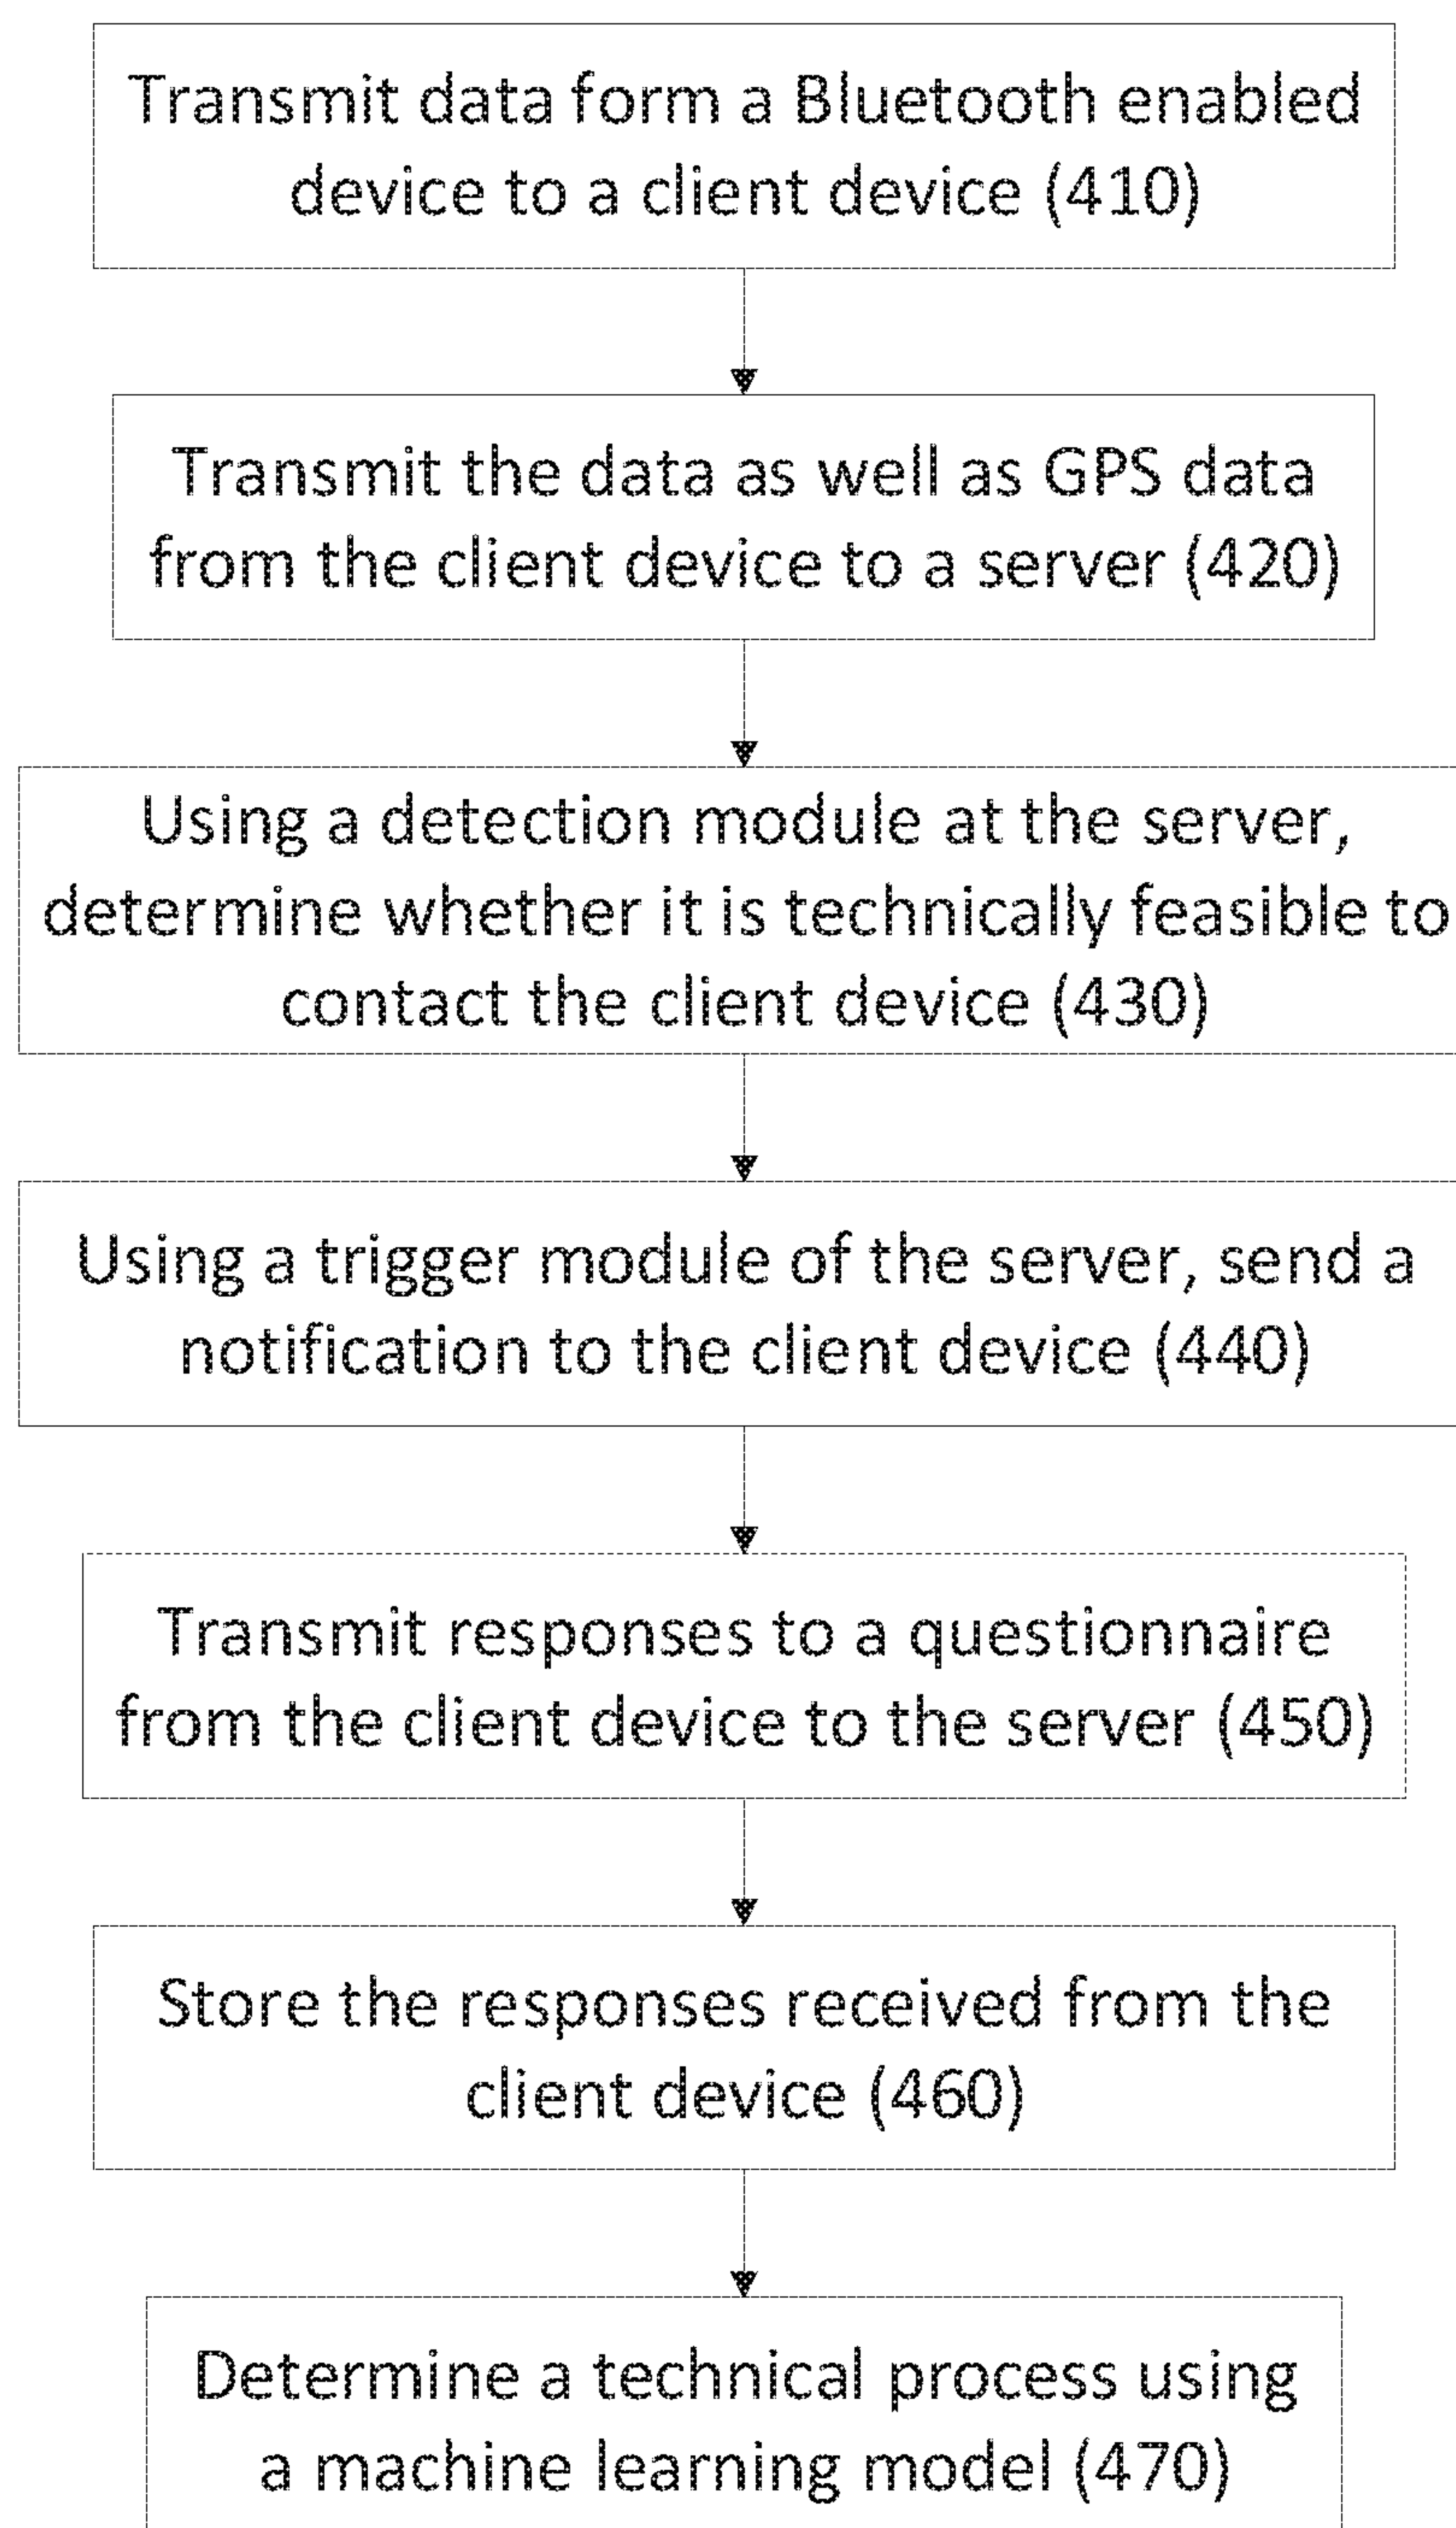 Transmit data form a Bluetooth enabled
device to a client device (410)
Transmit the data as well as GPS data
from the client device to a server (420)
Using a detection module at the server,
determine whether it is technically feasible to
contact the client device (430)
Using a trigger module of the server, send a
notification to the client device (440)
Transmit responses to a questionnaire
from the client device to the server (450)
Store the responses received from the
client device (460)
Determine a technical process using
a machine learning model (470)